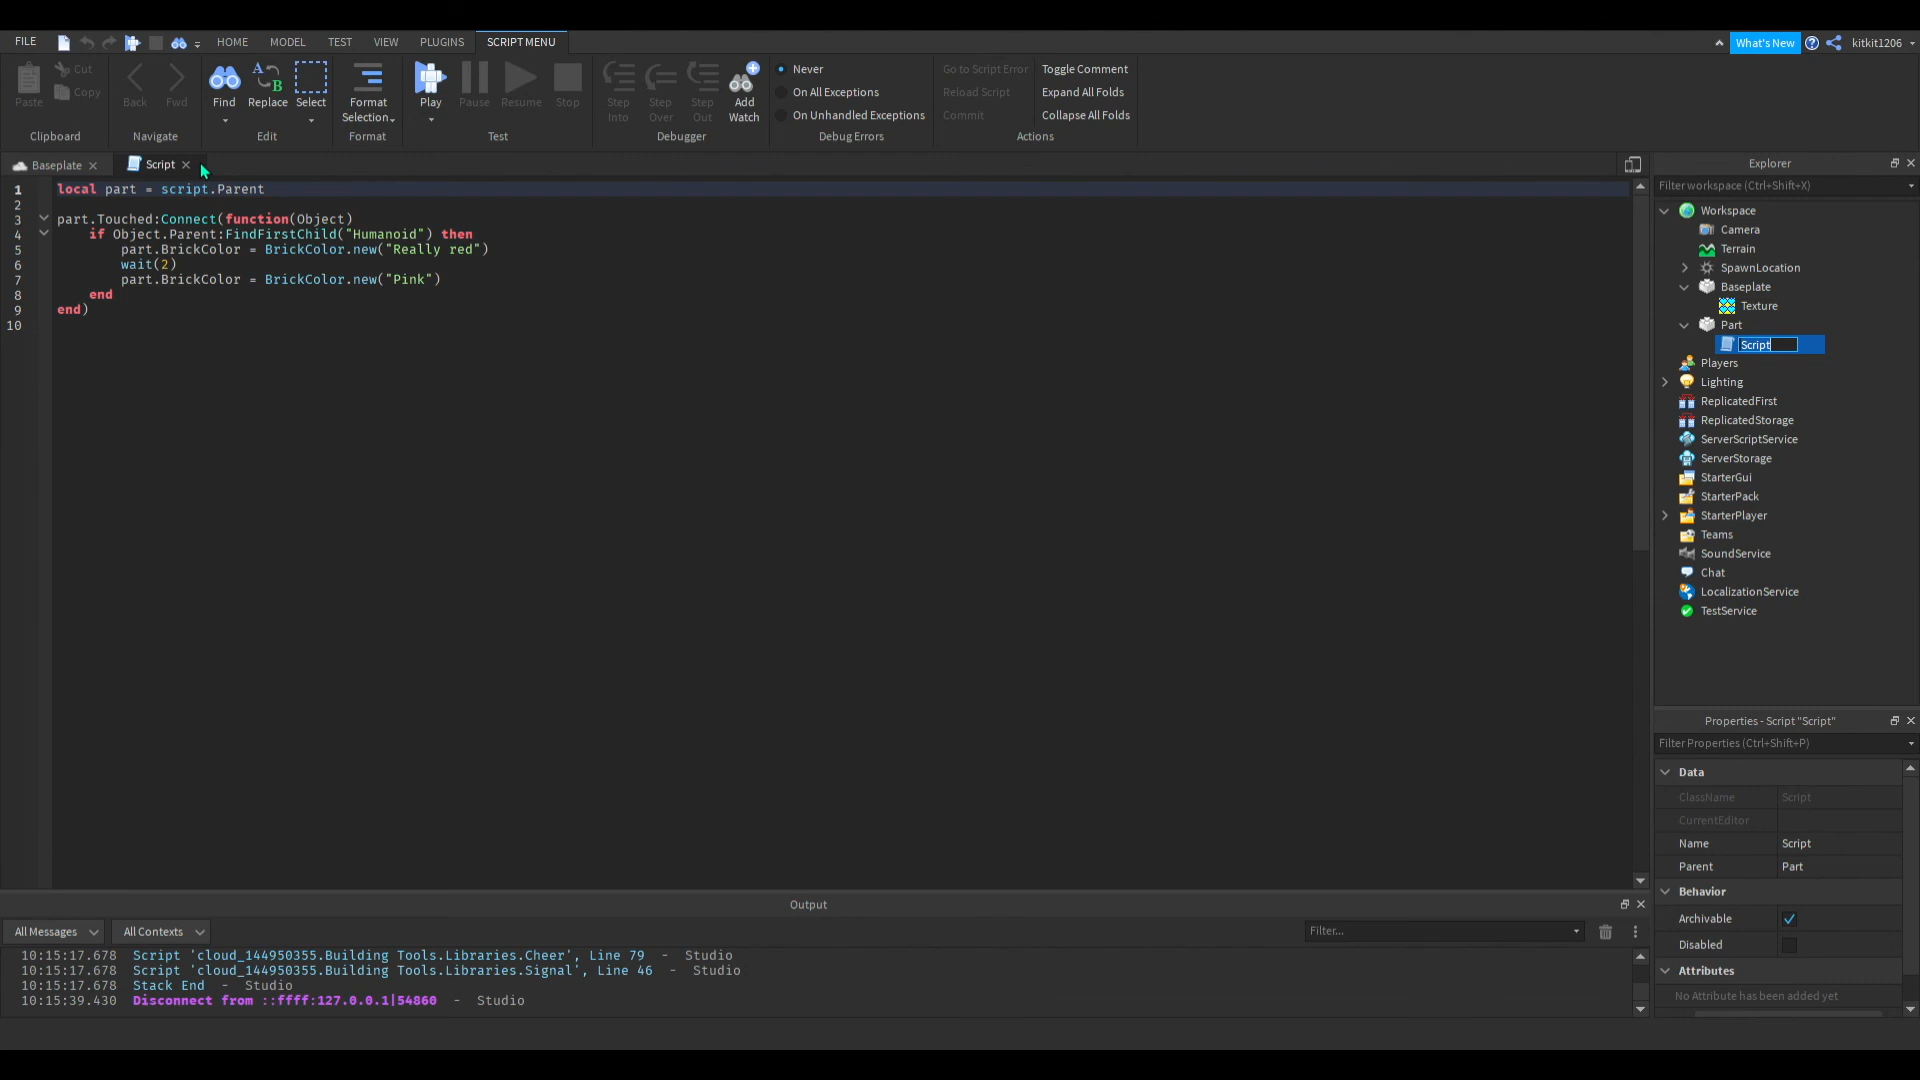 FILE HOME MODEL TEST VIEW PLUGINS SCRIPT MENU What's New kitkit1206
Paste Cut Copy Back Fwd Find Replace Select Format Selection Play Pause Resume Stop Step Into Step Over Step Out Add Watch
Never
On All Exceptions
On Unhandled Exceptions
Go to Script Error Toggle Comment
Reload Script Expand All Folds
Commit Collapse All Folds
Clipboard Navigate Edit Format Test Debugger Debug Errors Actions
Baseplate Script
1 local part = script.Parent
2
3 part.Touched:Connect(function(Object)
4 if Object.Parent:FindFirstChild("Humanoid") then
5 part.BrickColor = BrickColor.new("Really red")
6 wait(2)
7 part.BrickColor = BrickColor.new("Pink")
8 end
9 end)
10
Explorer
Filter workspace (Ctrl+Shift+X)
Workspace
Camera
Terrain
SpawnLocation
Baseplate
Texture
Part
Script
Players
Lighting
ReplicatedFirst
ReplicatedStorage
ServerScriptService
ServerStorage
StarterGui
StarterPack
StarterPlayer
Teams
SoundService
Chat
LocalizationService
TestService
Properties - Script "Script"
Filter Properties (Ctrl+Shift+P)
Data
ClassName Script
CurrentEditor
Name Script
Parent Part
Behavior
Archivable
Disabled
Attributes
No Attribute has been added yet
Output
All Messages All Contexts Filter...
10:15:17.678 Script 'cloud_144950355.Building Tools.Libraries.Cheer', Line 79 - Studio
10:15:17.678 Script 'cloud_144950355.Building Tools.Libraries.Signal', Line 46 - Studio
10:15:17.678 Stack End - Studio
10:15:39.430 Disconnect from ::ffff:127.0.0.1|54860 - Studio